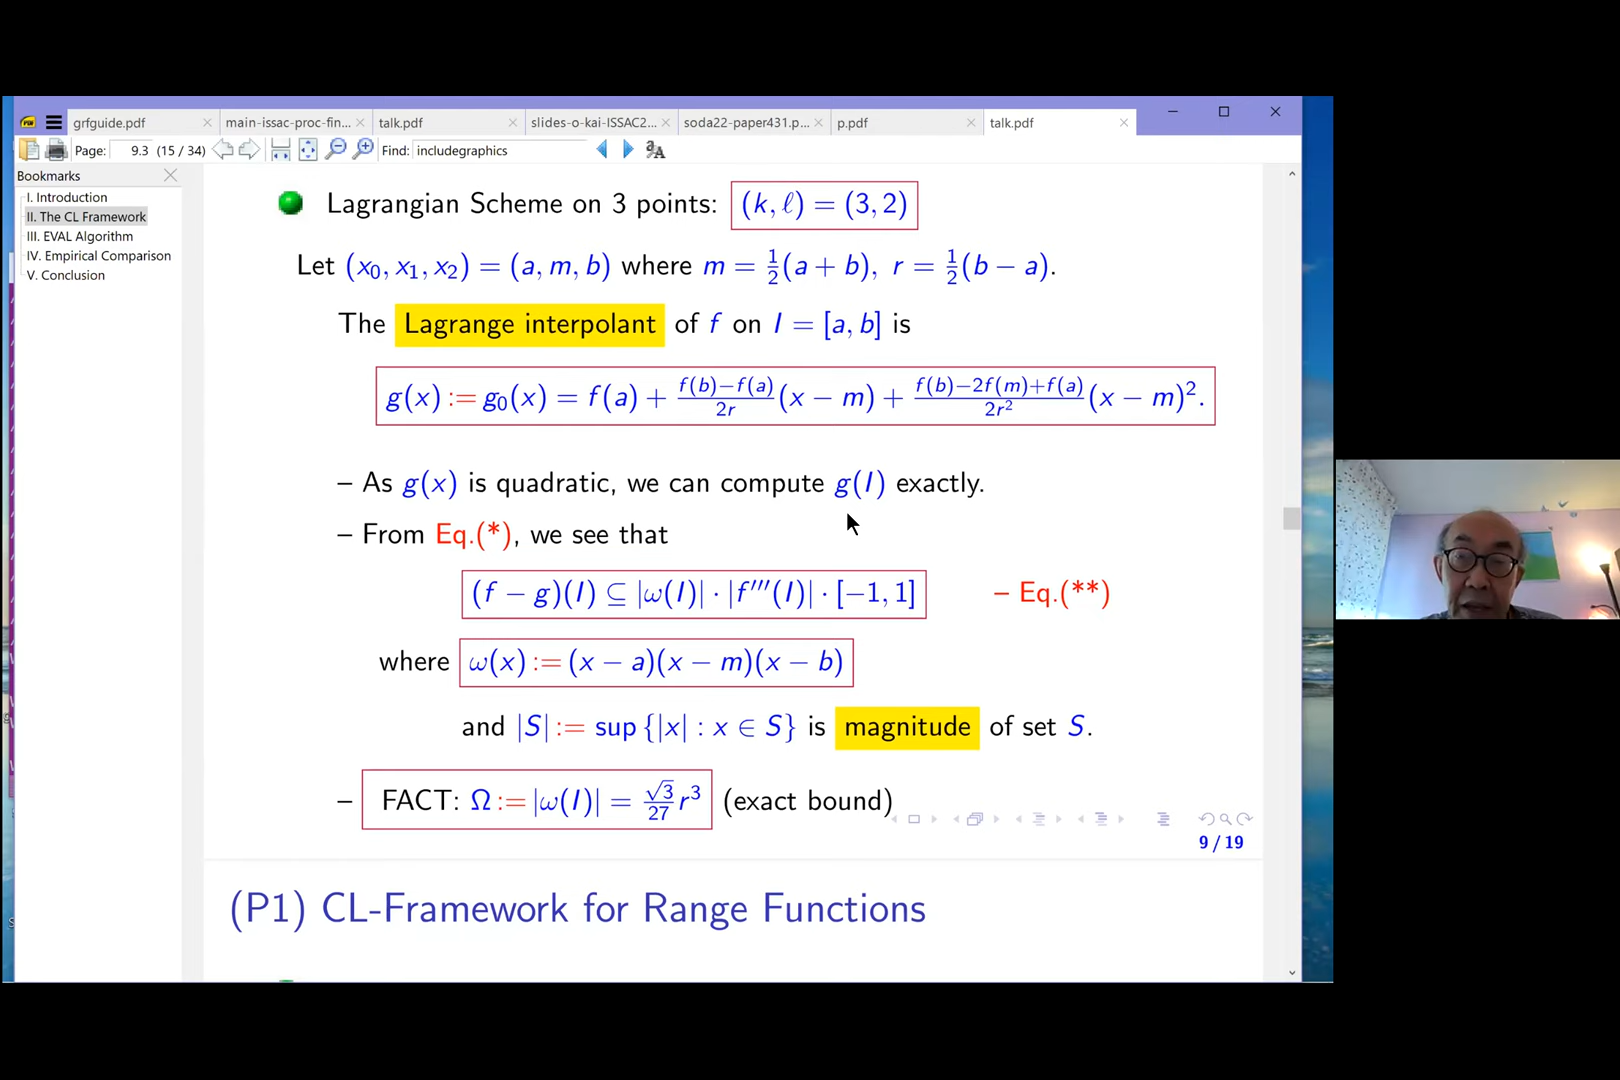 grfguide.pdf
main-issac-proc-fin...
talk.pdf
slides-o-kai-ISSAC2...
soda22-paper431.p...
p.pdf
talk.pdf
Page: 9.3 (15 / 34) Find: includegraphics
Bookmarks
I. Introduction
II. The CL Framework
III. EVAL Algorithm
IV. Empirical Comparison
V. Conclusion
Lagrangian Scheme on 3 points: (k, ℓ) = (3, 2)
Let (x₀, x₁, x₂) = (a, m, b) where m = ½(a + b), r = ½(b − a).
The Lagrange interpolant of f on I = [a, b] is
g(x) := g₀(x) = f(a) + \frac{f(b)−f(a)}{2r}(x − m) + \frac{f(b)−2f(m)+f(a)}{2r²}(x − m)².
– As g(x) is quadratic, we can compute g(I) exactly.
– From Eq.(*), we see that
(f − g)(I) ⊆ |ω(I)| · |f′′′(I)| · [−1, 1] – Eq.(**)
where ω(x) := (x − a)(x − m)(x − b)
and |S| := sup {|x| : x ∈ S} is magnitude of set S.
– FACT: Ω := |ω(I)| = \frac{√3}{27}r³ (exact bound)
9 / 19
(P1) CL-Framework for Range Functions